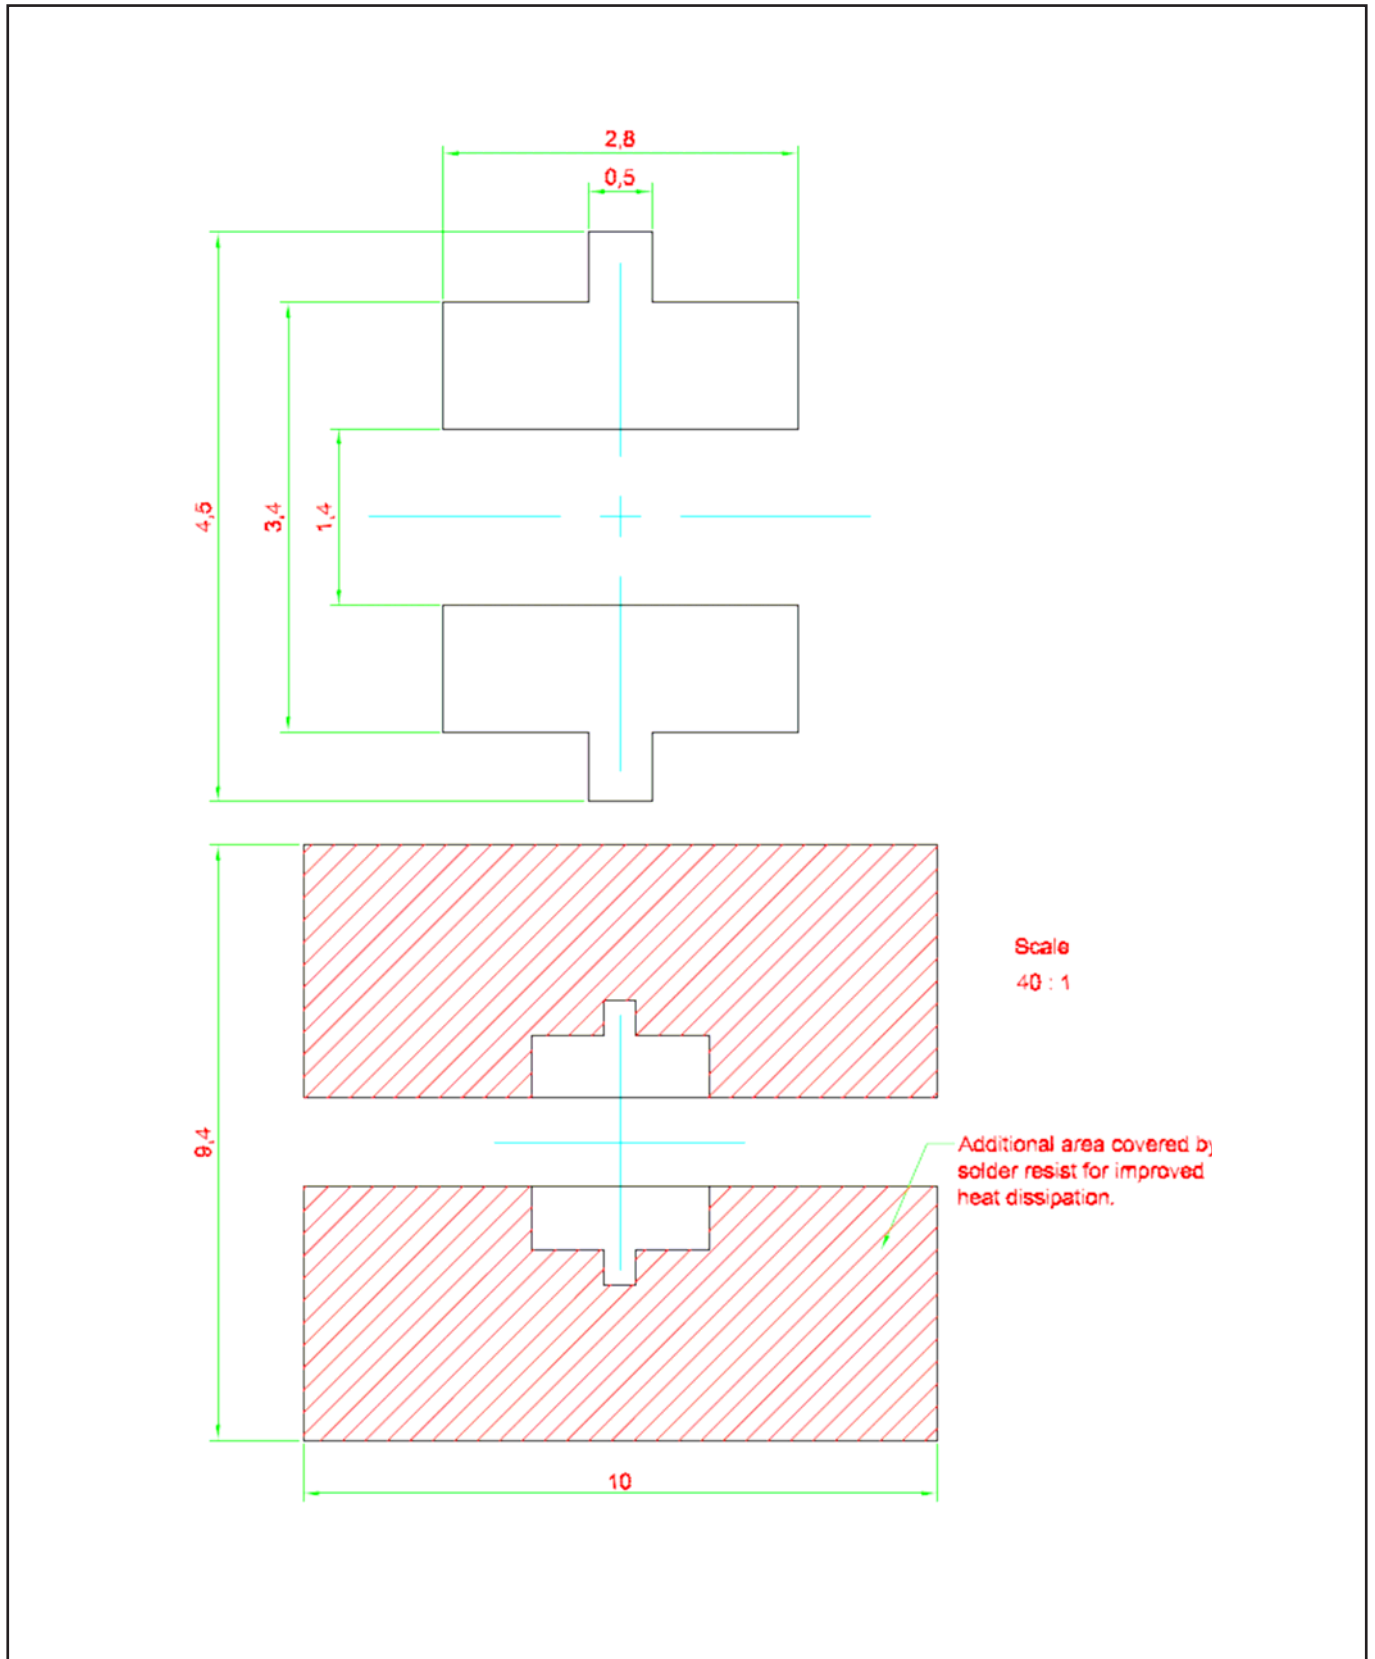 2,8
0,5
4,5
3,4
1,4
Scale
40 : 1
9,4
Additional area covered by
solder resist for improved
heat dissipation.
10